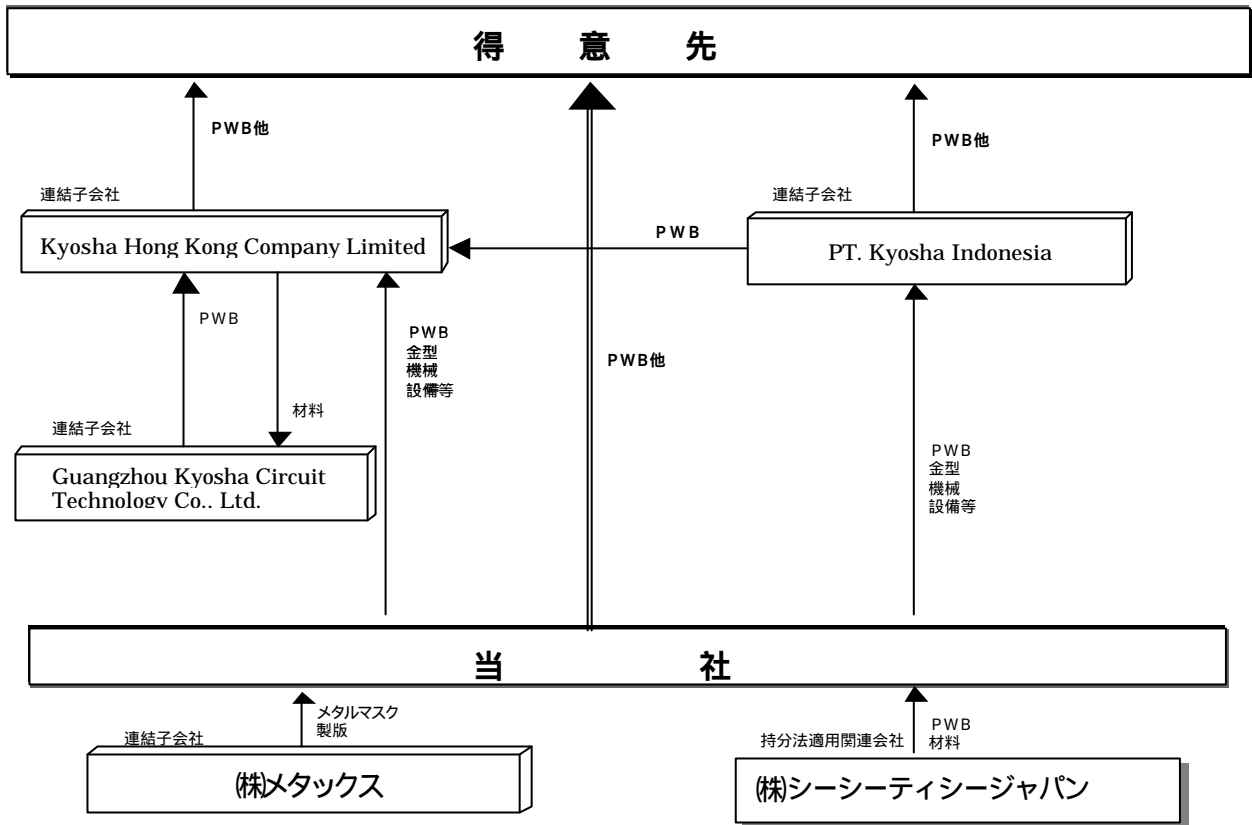 得意先
PWB他
PWB他
連結子会社
連結子会社
Kyosha Hong Kong Company Limited
PWB
PT. Kyosha Indonesia
PWB
PWB
金型
機械
設備等
PWB他
材料
連結子会社
Guangzhou Kyosha Circuit
Technology Co., Ltd.
PWB
金型
機械
設備等
当社
メタルマスク
製版
連結子会社
PWB
材料
持分法適用関連会社
㈱メタックス
㈱シーシーティシージャパン